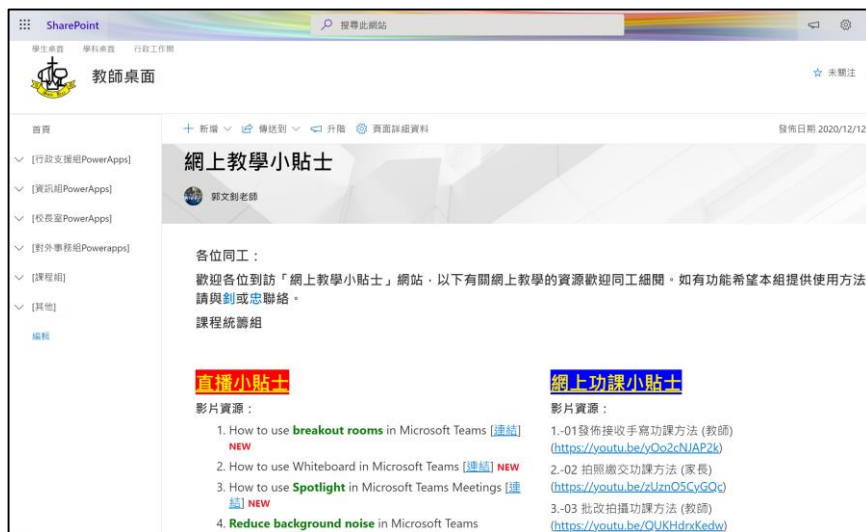 SharePoint
搜尋此網站
學生桌面 學科桌面 行政工作間
教師桌面
未關注
首頁
[行政支援組PowerApps]
[資訊組PowerApps]
[校長室PowerApps]
[對外事務組Powerapps]
[課程組]
[其他]
編輯
新增 傳送到 升階 頁面詳細資料
發佈日期 2020/12/12
網上教學小貼士
郭文釗老師
各位同工：
歡迎各位到訪「網上教學小貼士」網站，以下有關網上教學的資源歡迎同工細閱。如有功能希望本組提供使用方法
請與釗或忠聯絡。
課程統籌組
直播小貼士
影片資源：
1. How to use breakout rooms in Microsoft Teams [連結]
NEW
2. How to use Whiteboard in Microsoft Teams [連結] NEW
3. How to use Spotlight in Microsoft Teams Meetings [連
結] NEW
4. Reduce background noise in Microsoft Teams
網上功課小貼士
影片資源：
1.-01發佈接收手寫功課方法 (教師)
(https://youtu.be/yOo2cNJAP2k)
2.-02 拍照繳交功課方法 (家長)
(https://youtu.be/zUznO5CyGQc)
3.-03 批改拍攝功課方法 (教師)
(https://youtu.be/QUKHdrxKedw)